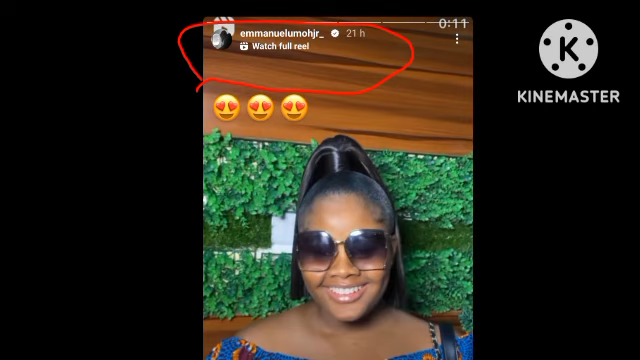 0:11
emmanuelumohjr_ 21 h
Watch full reel
K
KINEMASTER